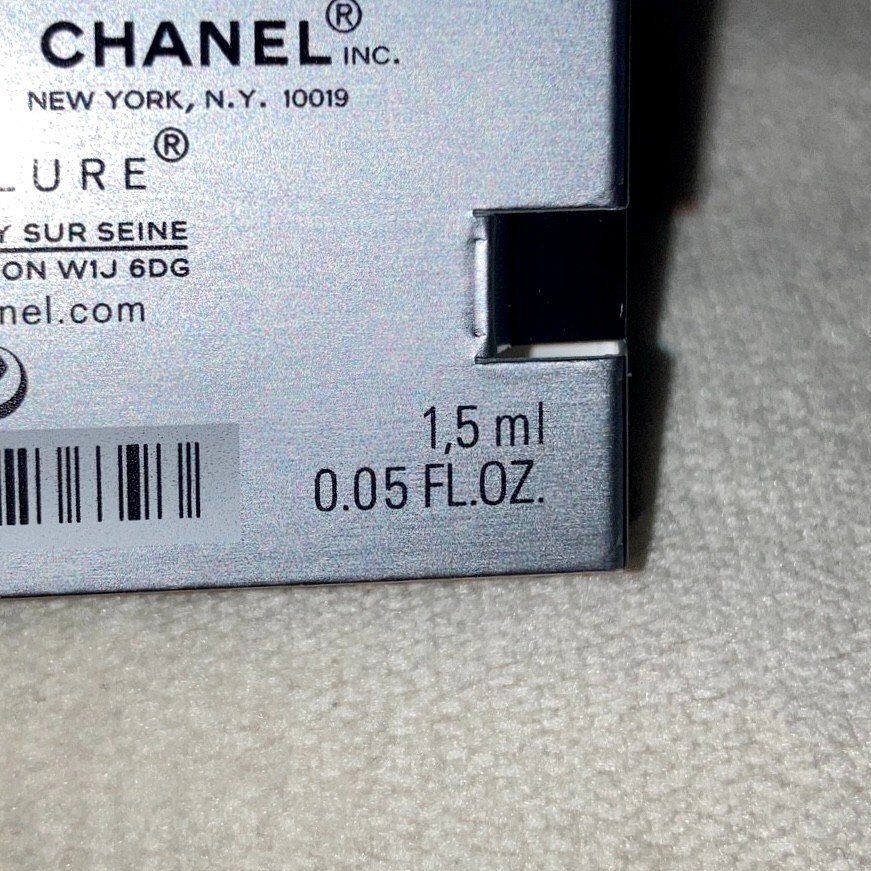 CHANEL® INC.
NEW YORK, N.Y. 10019
LURE®
Y SUR SEINE
ON W1J 6DG
nel.com
1,5 ml
0.05 FL.OZ.